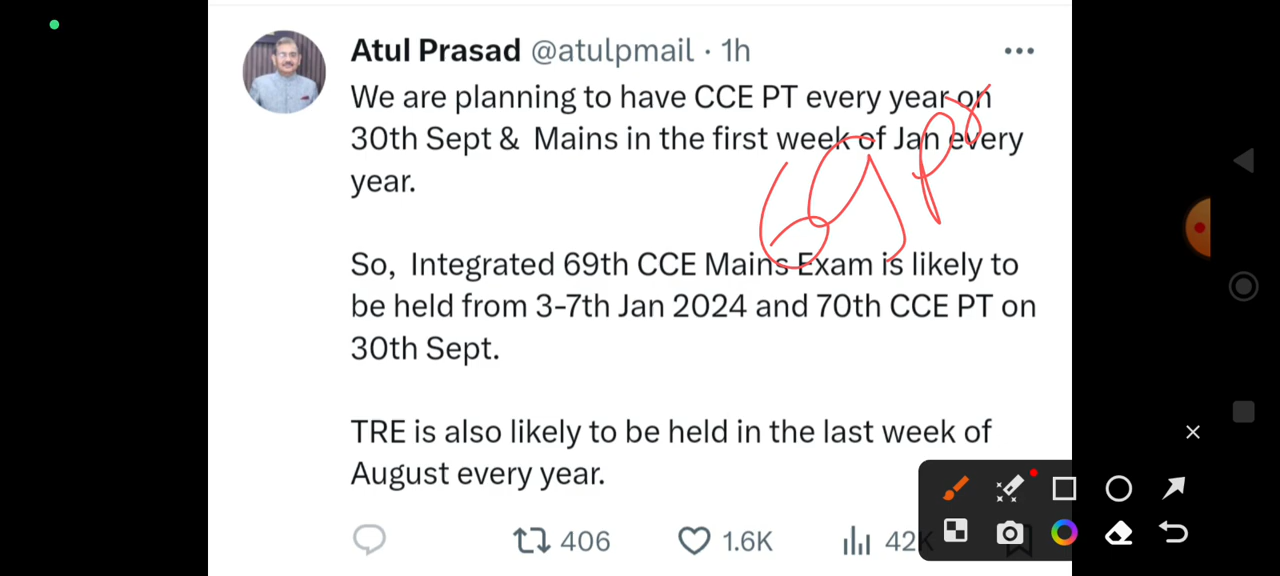 Atul Prasad @atulpmail · 1h
We are planning to have CCE PT every year on
30th Sept & Mains in the first week of Jan every
year.
69 PT
So, Integrated 69th CCE Mains Exam is likely to
be held from 3-7th Jan 2024 and 70th CCE PT on
30th Sept.
TRE is also likely to be held in the last week of
August every year.
406 1.6K